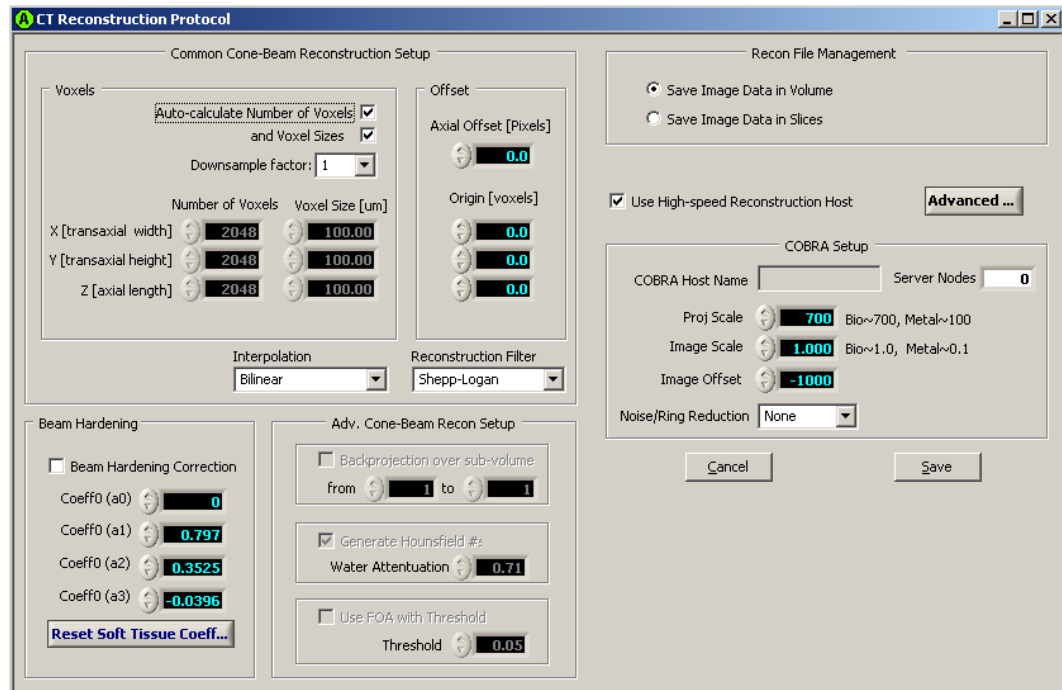 A CT Reconstruction Protocol
Common Cone-Beam Reconstruction Setup
Voxels
Auto-calculate Number of Voxels
and Voxel Sizes
Downsample factor: 1
Number of Voxels Voxel Size [um]
X [transaxial width] 2048 100.00
Y [transaxial height] 2048 100.00
Z [axial length] 2048 100.00
Offset
Axial Offset [Pixels]
0.0
Origin [voxels]
0.0
0.0
0.0
Interpolation
Bilinear
Reconstruction Filter
Shepp-Logan
Beam Hardening
Beam Hardening Correction
Coeff0 (a0) 0
Coeff0 (a1) 0.797
Coeff0 (a2) 0.3525
Coeff0 (a3) -0.0396
Reset Soft Tissue Coeff...
Adv. Cone-Beam Recon Setup
Backprojection over sub-volume
from 1 to 1
Generate Hounsfield #s
Water Attentuation 0.71
Use FOA with Threshold
Threshold 0.05
Recon File Management
Save Image Data in Volume
Save Image Data in Slices
Use High-speed Reconstruction Host Advanced ...
COBRA Setup
COBRA Host Name Server Nodes 0
Proj Scale 700 Bio~700, Metal~100
Image Scale 1.000 Bio~1.0, Metal~0.1
Image Offset -1000
Noise/Ring Reduction None
Cancel Save